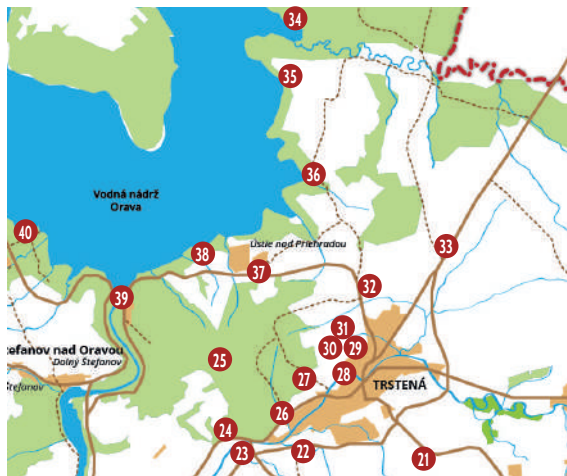 34
35
Vodná nádrž
Orava
36
40
38
Ústie nad Priehradou
33
37
39
32
31
Štefanov nad Oravou
30
29
Dolný Štefanov
25
Štefanov
27
28
TRSTENÁ
26
24
23
22
21